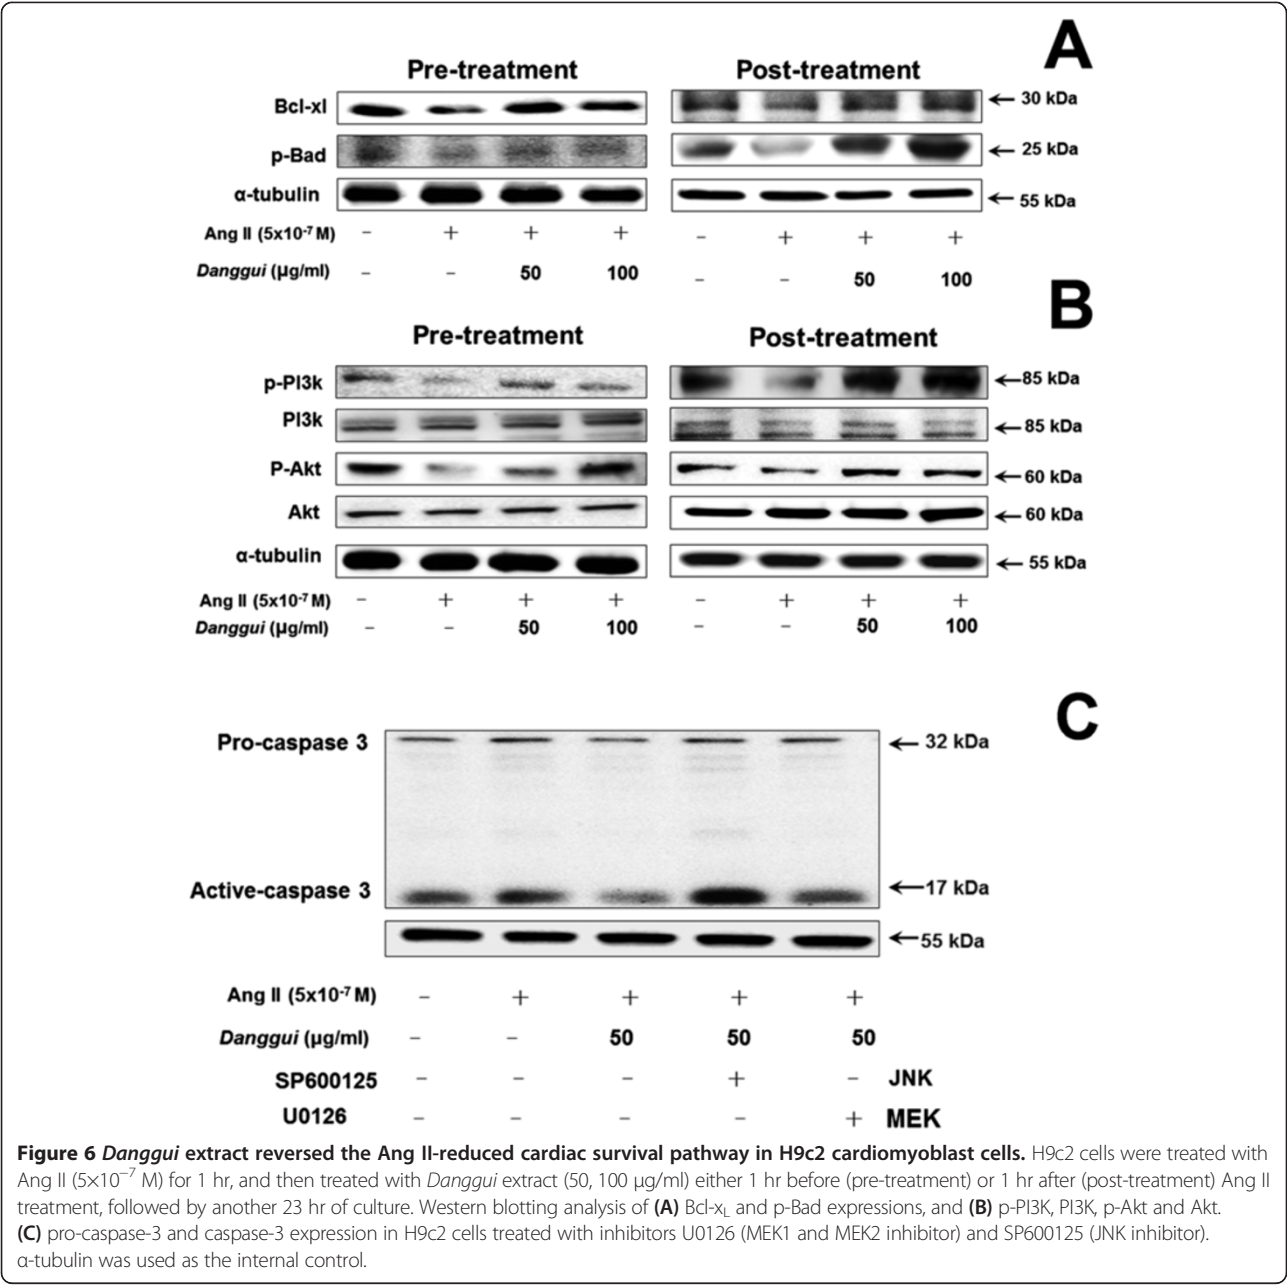 A
Pre-treatment Post-treatment
Bcl-xl ← 30 kDa
p-Bad ← 25 kDa
α-tubulin ← 55 kDa
Ang II (5x10⁻⁷ M) − + + + − + + +
Danggui (µg/ml) − − 50 100 − − 50 100
B
Pre-treatment Post-treatment
p-PI3k ← 85 kDa
PI3k ← 85 kDa
P-Akt ← 60 kDa
Akt ← 60 kDa
α-tubulin ← 55 kDa
Ang II (5x10⁻⁷ M) − + + + − + + +
Danggui (µg/ml) − − 50 100 − − 50 100
C
Pro-caspase 3 ← 32 kDa
Active-caspase 3 ← 17 kDa
← 55 kDa
Ang II (5x10⁻⁷ M) − + + + +
Danggui (µg/ml) − − 50 50 50
SP600125 − − − + − JNK
U0126 − − − − + MEK
Figure 6 Danggui extract reversed the Ang II-reduced cardiac survival pathway in H9c2 cardiomyoblast cells. H9c2 cells were treated with
Ang II (5×10⁻⁷ M) for 1 hr, and then treated with Danggui extract (50, 100 μg/ml) either 1 hr before (pre-treatment) or 1 hr after (post-treatment) Ang II
treatment, followed by another 23 hr of culture. Western blotting analysis of (A) Bcl-xL and p-Bad expressions, and (B) p-PI3K, PI3K, p-Akt and Akt.
(C) pro-caspase-3 and caspase-3 expression in H9c2 cells treated with inhibitors U0126 (MEK1 and MEK2 inhibitor) and SP600125 (JNK inhibitor).
α-tubulin was used as the internal control.